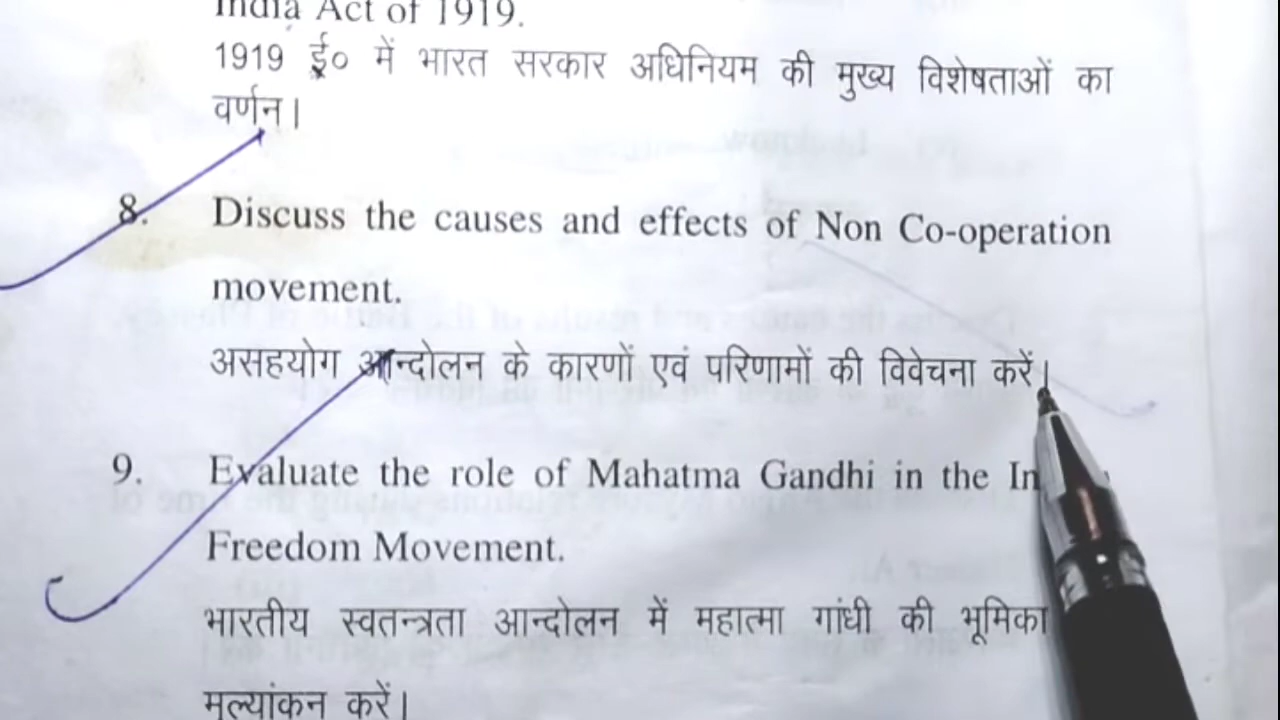 India Act of 1919.
1919 ई० में भारत सरकार अधिनियम की मुख्य विशेषताओं का
वर्णन।
8. Discuss the causes and effects of Non Co-operation
movement.
असहयोग आन्दोलन के कारणों एवं परिणामों की विवेचना करें।
9. Evaluate the role of Mahatma Gandhi in the
Freedom Movement.
भारतीय स्वतन्त्रता आन्दोलन में महात्मा गांधी की भूमिका
मूल्यांकन करें।